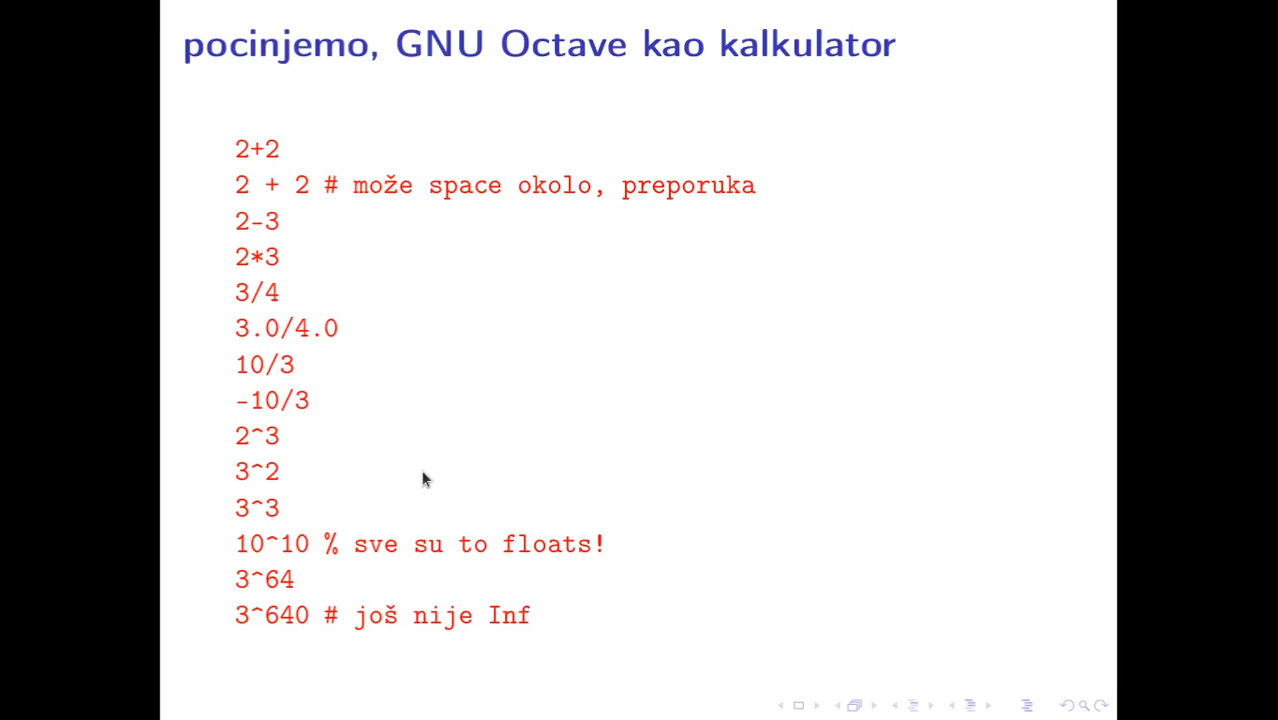 pocinjemo, GNU Octave kao kalkulator
2+2
2 + 2 # može space okolo, preporuka
2-3
2*3
3/4
3.0/4.0
10/3
-10/3
2^3
3^2
3^3
10^10 % sve su to floats!
3^64
3^640 # još nije Inf